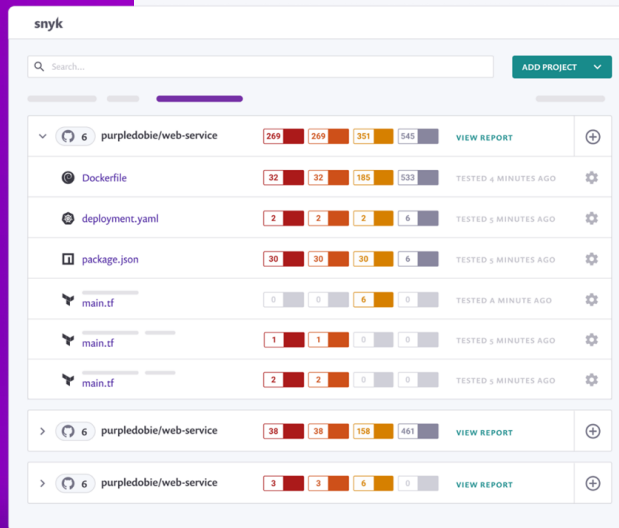 snyk
Search...
ADD PROJECT
6 purpledobie/web-service 269 269 351 545 VIEW REPORT
Dockerfile 32 32 185 533 TESTED 4 MINUTES AGO
deployment.yaml 2 2 2 6 TESTED 5 MINUTES AGO
package.json 30 30 30 6 TESTED 5 MINUTES AGO
main.tf 0 0 6 0 TESTED A MINUTE AGO
main.tf 1 1 0 0 TESTED 5 MINUTES AGO
main.tf 2 2 0 0 TESTED 5 MINUTES AGO
6 purpledobie/web-service 38 38 158 461 VIEW REPORT
6 purpledobie/web-service 3 3 6 0 VIEW REPORT